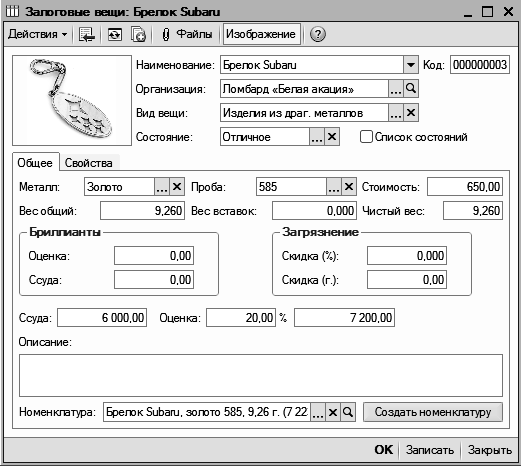 Залоговые вещи: Брелок Subaru
Действия Файлы Изображение ?
Наименование: Брелок Subaru Код: 000000003
Организация: Ломбард «Белая акация» ...
Вид вещи: Изделия из драг. металлов ...
Состояние: Отличное ... Список состояний
Общее Свойства
Металл: Золото ... Проба: 585 ... Стоимость: 650,00
Вес общий: 9,260 Вес вставок: 0,000 Чистый вес: 9,260
Бриллианты Загрязнение
Оценка: 0,00 Скидка (%): 0,000
Ссуда: 0,00 Скидка (г.): 0,00
Ссуда: 6 000,00 Оценка: 20,00 % 7 200,00
Описание:
Номенклатура: Брелок Subaru, золото 585, 9,26 г. (7 22 ... Создать номенклатуру
OK Записать Закрыть